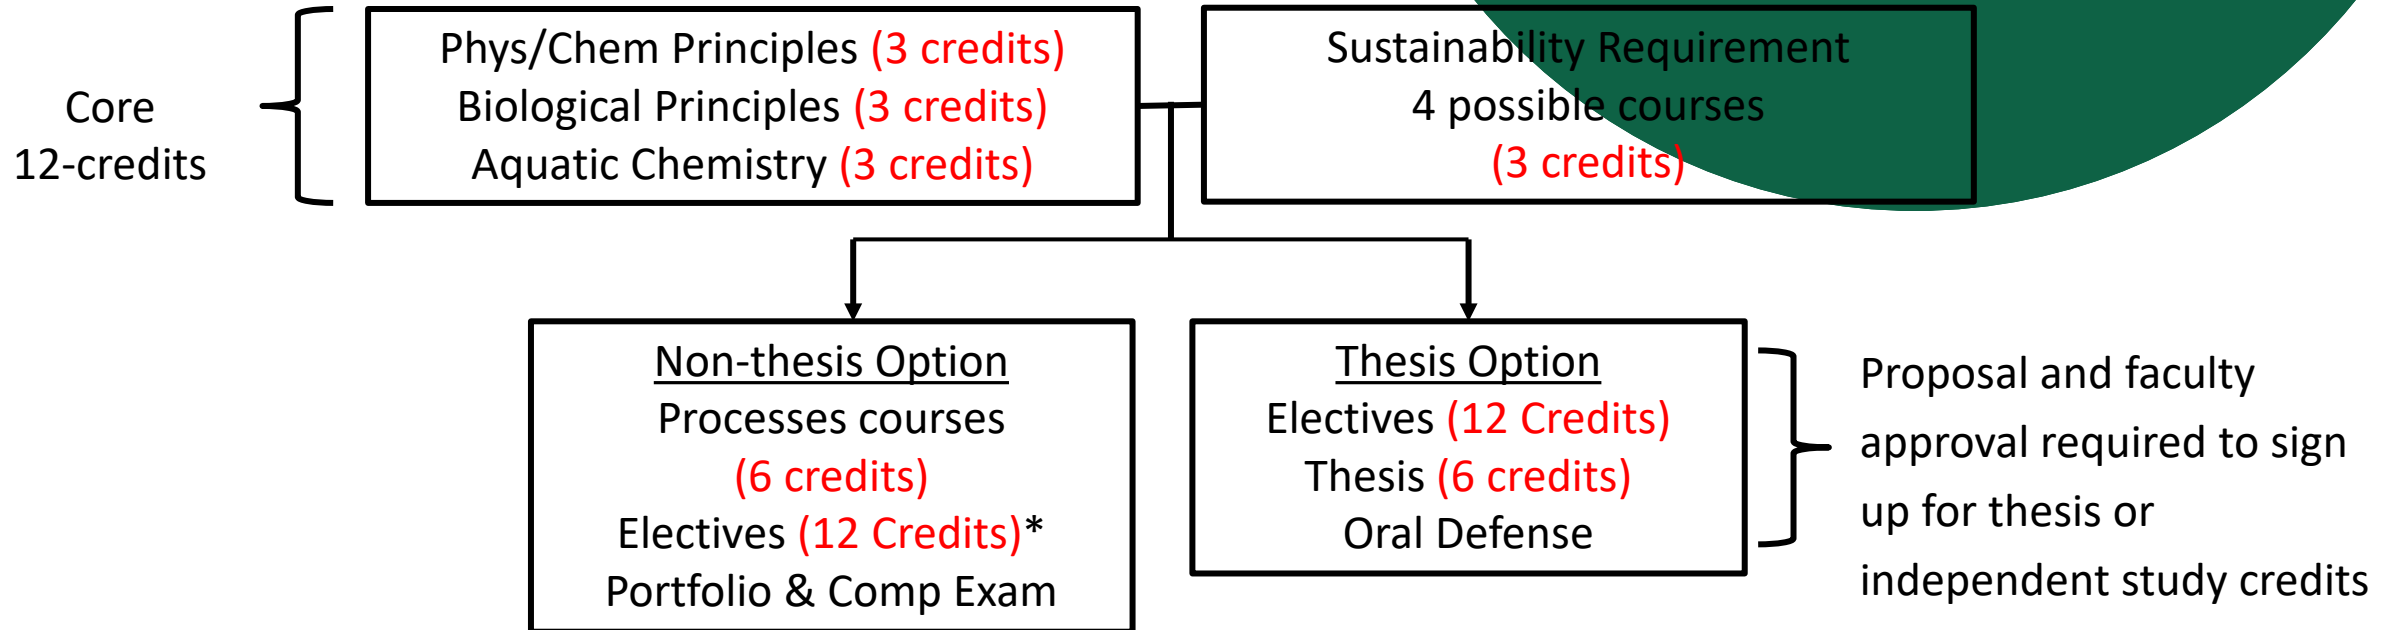 Core
12-credits
Phys/Chem Principles (3 credits)
Biological Principles (3 credits)
Aquatic Chemistry (3 credits)
Sustainability Requirement
4 possible courses
(3 credits)
Non-thesis Option
Processes courses
(6 credits)
Electives (12 Credits)*
Portfolio & Comp Exam
Thesis Option
Electives (12 Credits)
Thesis (6 credits)
Oral Defense
Proposal and faculty
approval required to sign
up for thesis or
independent study credits